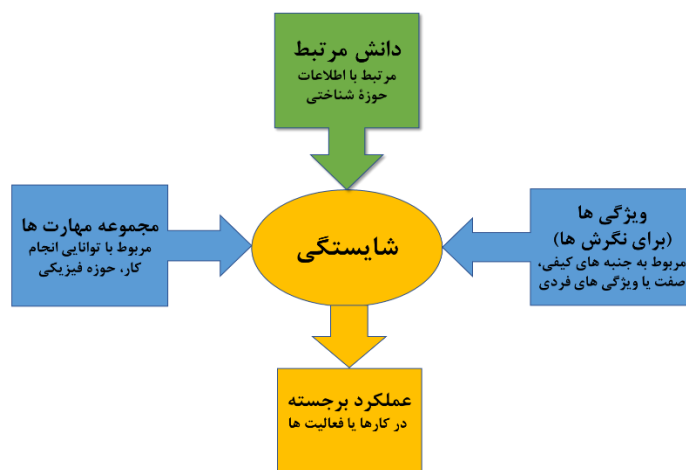 دانش مرتبط
مرتبط با اطلاعات
حوزهٔ شناختی
ویژگی ها
(برای نگرش ها)
مربوط به جنبه های کیفی،
صفت یا ویژگی های فردی
شایستگی
مجموعه مهارت ها
مربوط با توانایی انجام
کار، حوزه فیزیکی
عملکرد برجسته
در کارها یا فعالیت ها